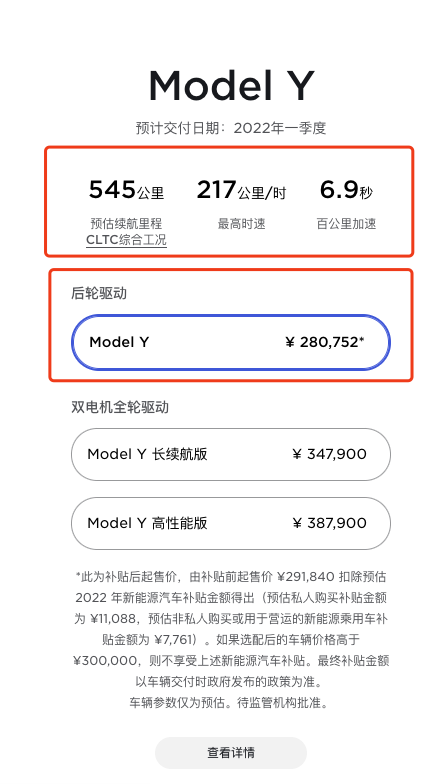 Model Y
预计交付日期：2022年一季度
545公里 217公里/时 6.9秒
预估续航里程 最高时速 百公里加速
CLTC综合工况
后轮驱动
Model Y ¥ 280,752*
双电机全轮驱动
Model Y 长续航版 ¥ 347,900
Model Y 高性能版 ¥ 387,900
*此为补贴后起售价，由补贴前起售价 ¥291,840 扣除预估
2022 年新能源汽车补贴金额得出（预估私人购买补贴金额
为 ¥11,088，预估非私人购买或用于营运的新能源乘用车补
贴金额为 ¥7,761）。如果选配后的车辆价格高于
¥300,000，则不享受上述新能源汽车补贴。最终补贴金额
以车辆交付时政府发布的政策为准。
车辆参数仅为预估。待监管机构批准。
查看详情